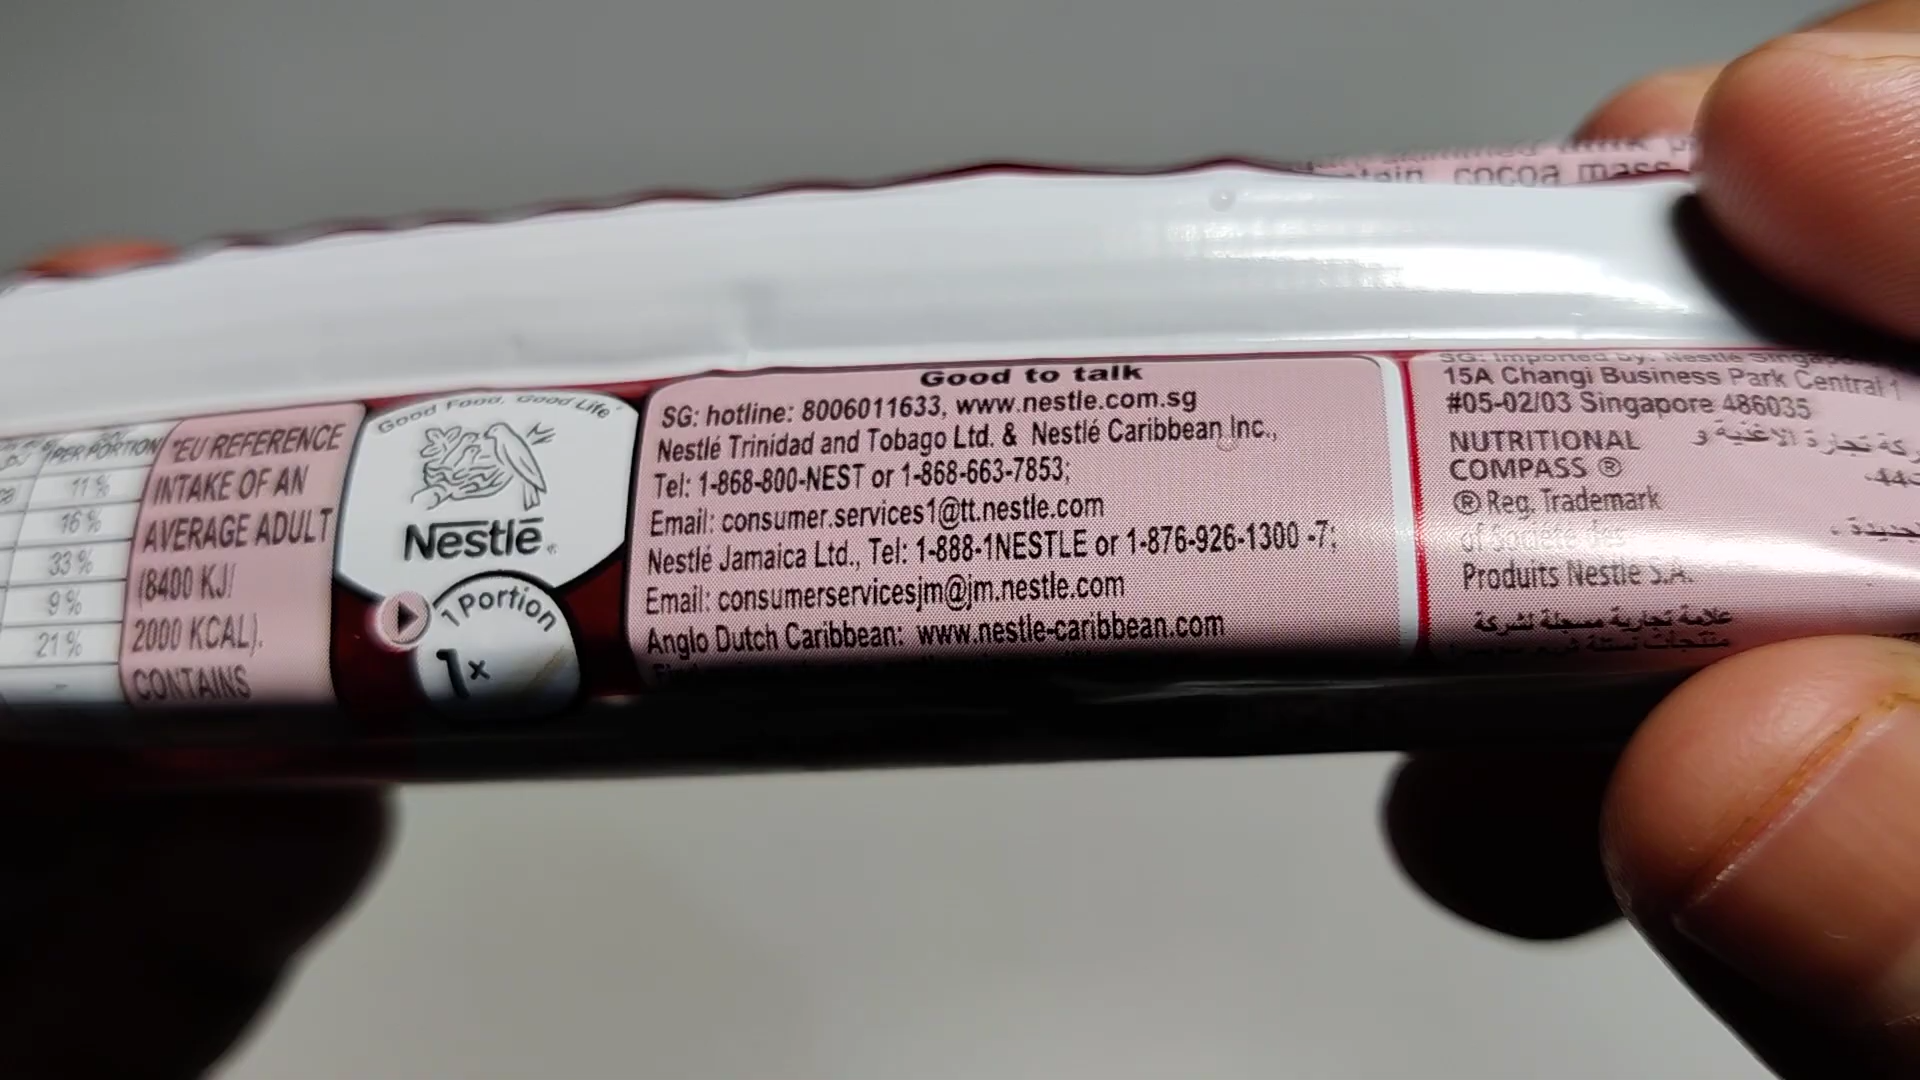 cocoa mass
PER PORTION
11 %
16 %
33 %
9 %
21 %
*EU REFERENCE
INTAKE OF AN
AVERAGE ADULT
(8400 KJ/
2000 KCAL).
CONTAINS
Good Food, Good Life
Nestlé
1 Portion
1x
Good to talk
SG: hotline: 8006011633, www.nestle.com.sg
Nestlé Trinidad and Tobago Ltd. & Nestlé Caribbean Inc.,
Tel: 1-868-800-NEST or 1-868-663-7853;
Email: consumer.services1@tt.nestle.com
Nestlé Jamaica Ltd., Tel: 1-888-1NESTLE or 1-876-926-1300 -7;
Email: consumerservicesjm@jm.nestle.com
Anglo Dutch Caribbean: www.nestle-caribbean.com
SG: Imported by: Nestlé
15A Changi Business Park Central 1
#05-02/03 Singapore 486035
NUTRITIONAL
COMPASS ®
® Reg. Trademark
of Société des
Produits Nestlé S.A.
علامة تجارية مسجلة لشركة